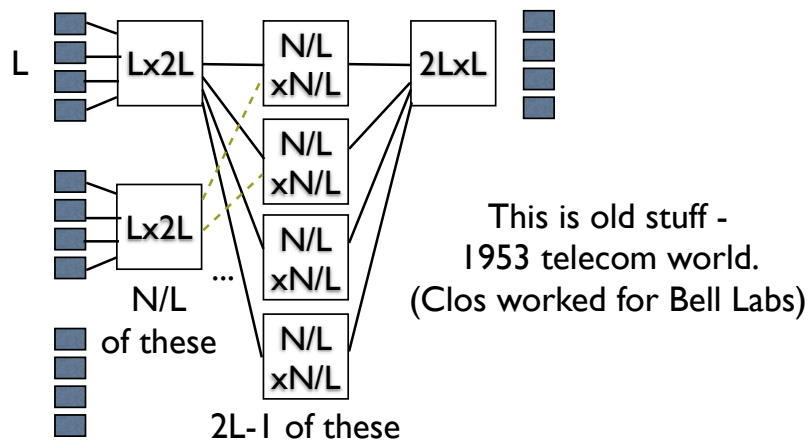 L
Lx2L
N/L
xN/L
2LxL
N/L
xN/L
Lx2L
...
N/L
xN/L
N/L
of these
N/L
xN/L
2L-1 of these
This is old stuff -
1953 telecom world.
(Clos worked for Bell Labs)